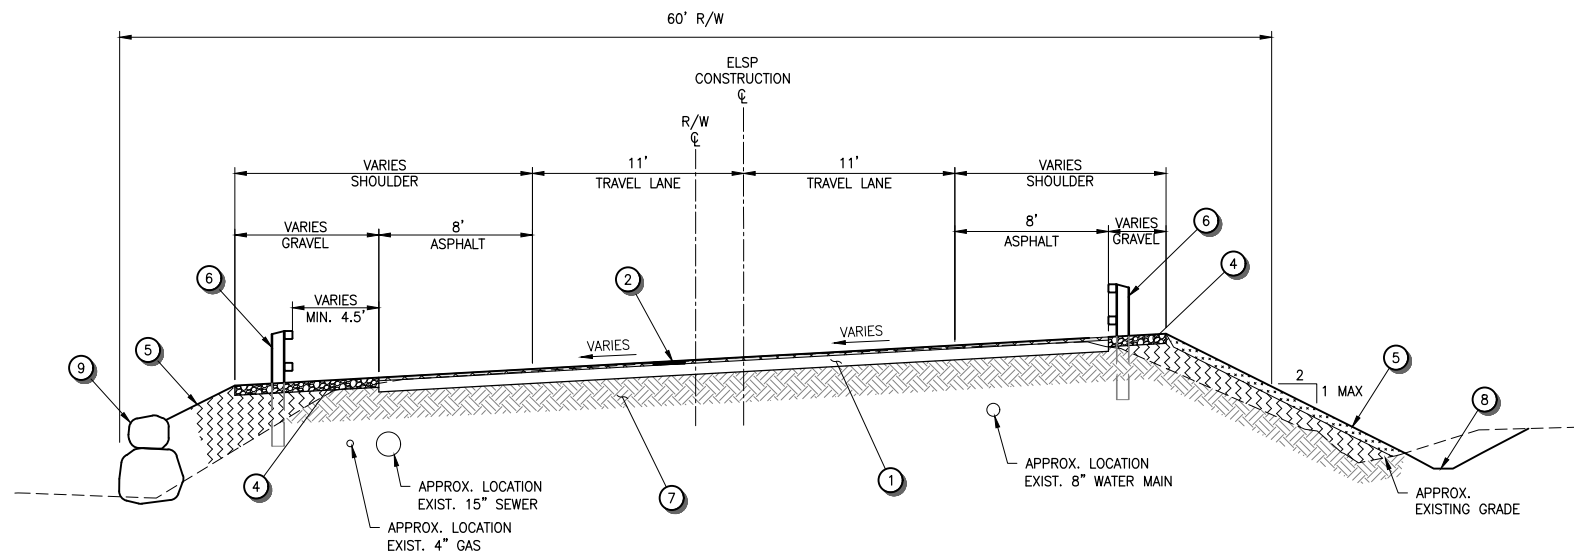 60' R/W
ELSP
CONSTRUCTION
℄
R/W
℄
VARIES
SHOULDER
11'
TRAVEL LANE
11'
TRAVEL LANE
VARIES
SHOULDER
VARIES
GRAVEL
8'
ASPHALT
8'
ASPHALT
VARIES
GRAVEL
6
6
4
2
VARIES
MIN. 4.5'
VARIES
VARIES
5
9
2
1 MAX
5
8
4
7
1
APPROX. LOCATION
EXIST. 15" SEWER
APPROX. LOCATION
EXIST. 4" GAS
APPROX. LOCATION
EXIST. 8" WATER MAIN
APPROX.
EXISTING GRADE